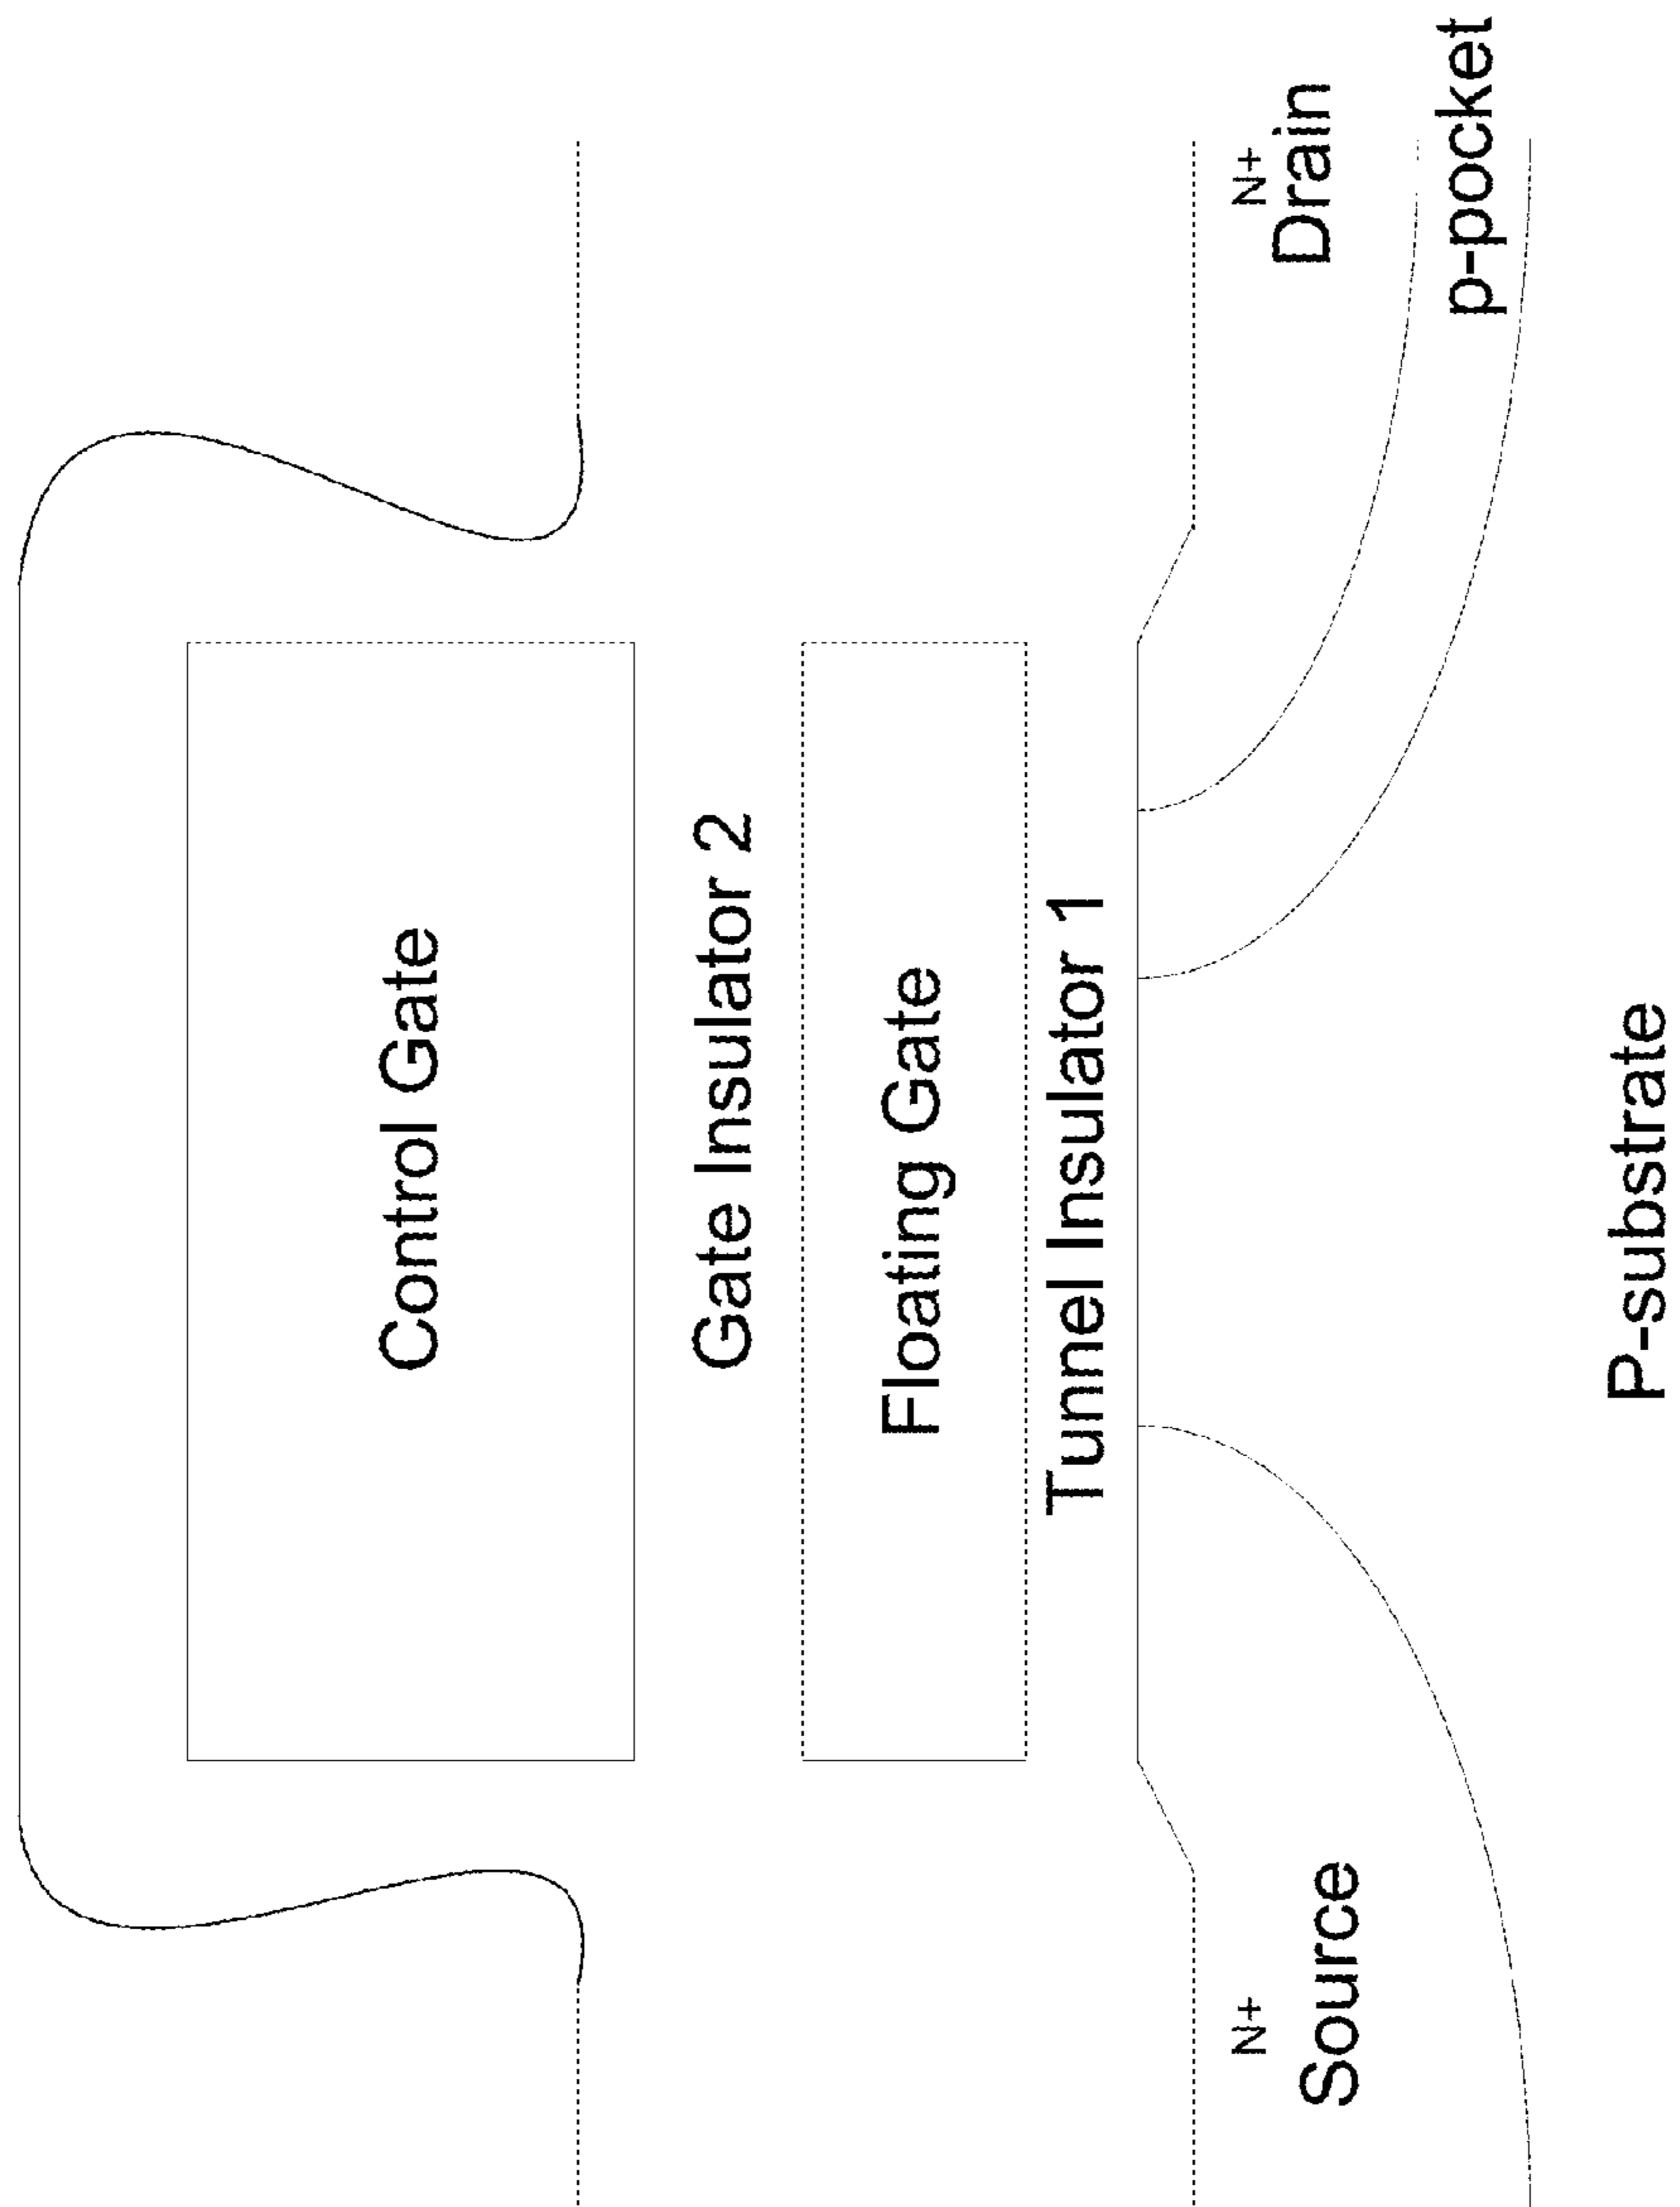 Control Gate
Gate Insulator 2
Floating Gate
Tunnel Insulator 1
N+
Source
N+
Drain
p-pocket
P-substrate